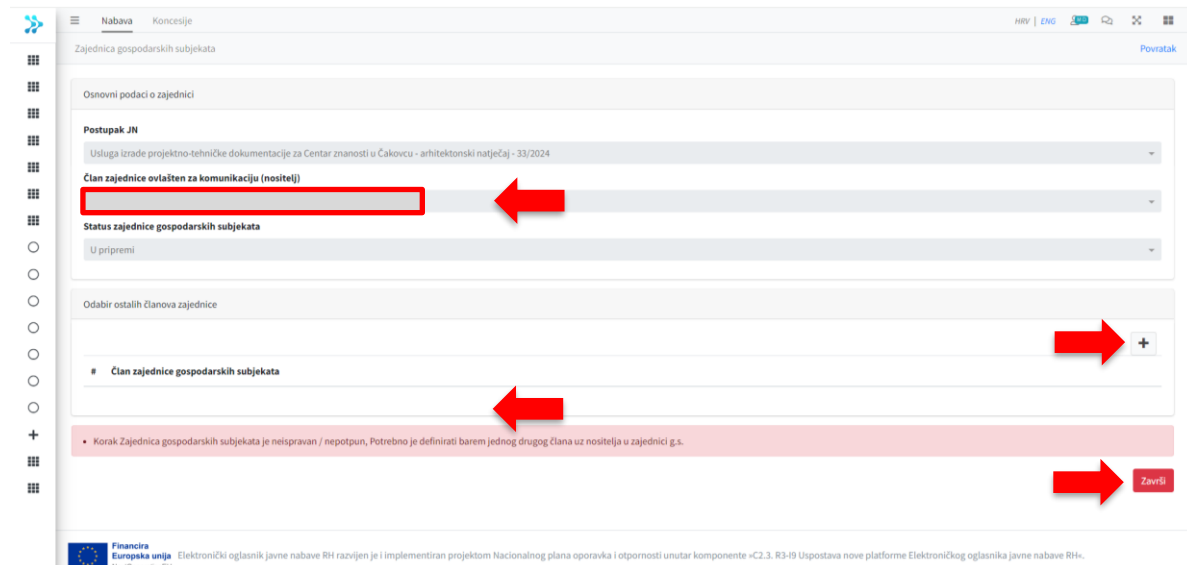 Nabava Koncesije HRV | ENG
Zajednica gospodarskih subjekata Povratak
Osnovni podaci o zajednici
Postupak JN
Usluga izrade projektno-tehničke dokumentacije za Centar znanosti u Čakovcu - arhitektonski natječaj - 33/2024
Član zajednice ovlašten za komunikaciju (nositelj)
Status zajednice gospodarskih subjekata
U pripremi
Odabir ostalih članova zajednice
# Član zajednice gospodarskih subjekata
• Korak Zajednica gospodarskih subjekata je neispravan / nepotpun, Potrebno je definirati barem jednog drugog člana uz nositelja u zajednici g.s.
Završi
Financira
Europska unija Elektronički oglasnik javne nabave RH razvijen je i implementiran projektom Nacionalnog plana oporavka i otpornosti unutar komponente »C2.3. R3-I9 Uspostava nove platforme Elektroničkog oglasnika javne nabave RH«.